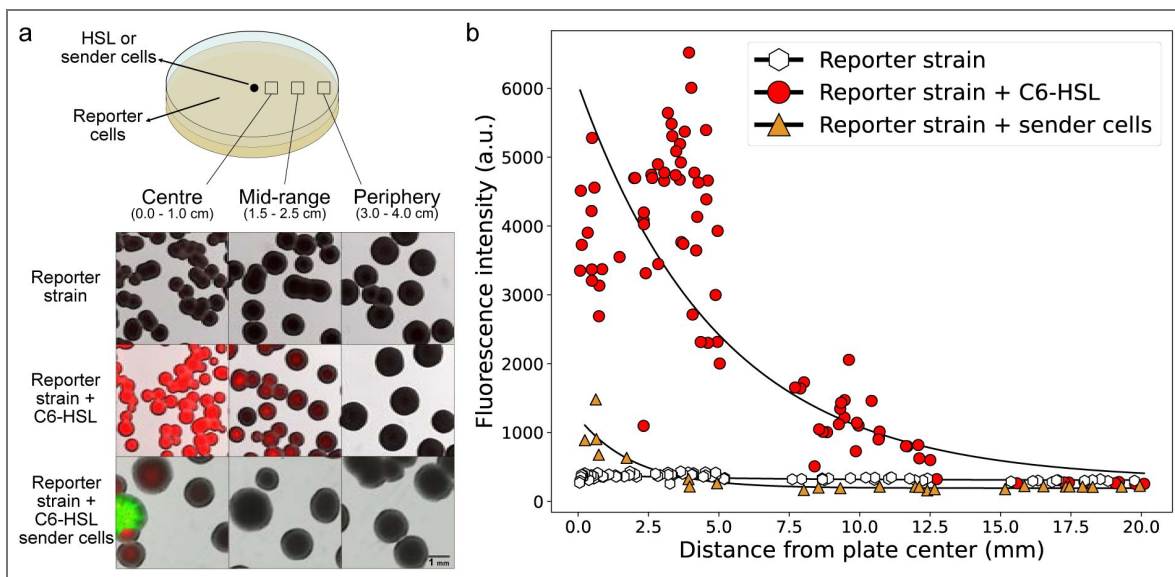 a
HSL or
sender cells
Reporter
cells
Centre
(0.0 - 1.0 cm)
Mid-range
(1.5 - 2.5 cm)
Periphery
(3.0 - 4.0 cm)
Reporter
strain
Reporter
strain +
C6-HSL
Reporter
strain +
C6-HSL
sender cells
1 mm
b
Reporter strain
Reporter strain + C6-HSL
Reporter strain + sender cells
Fluorescence intensity (a.u.)
6000
5000
4000
3000
2000
1000
0
0.0 2.5 5.0 7.5 10.0 12.5 15.0 17.5 20.0
Distance from plate center (mm)